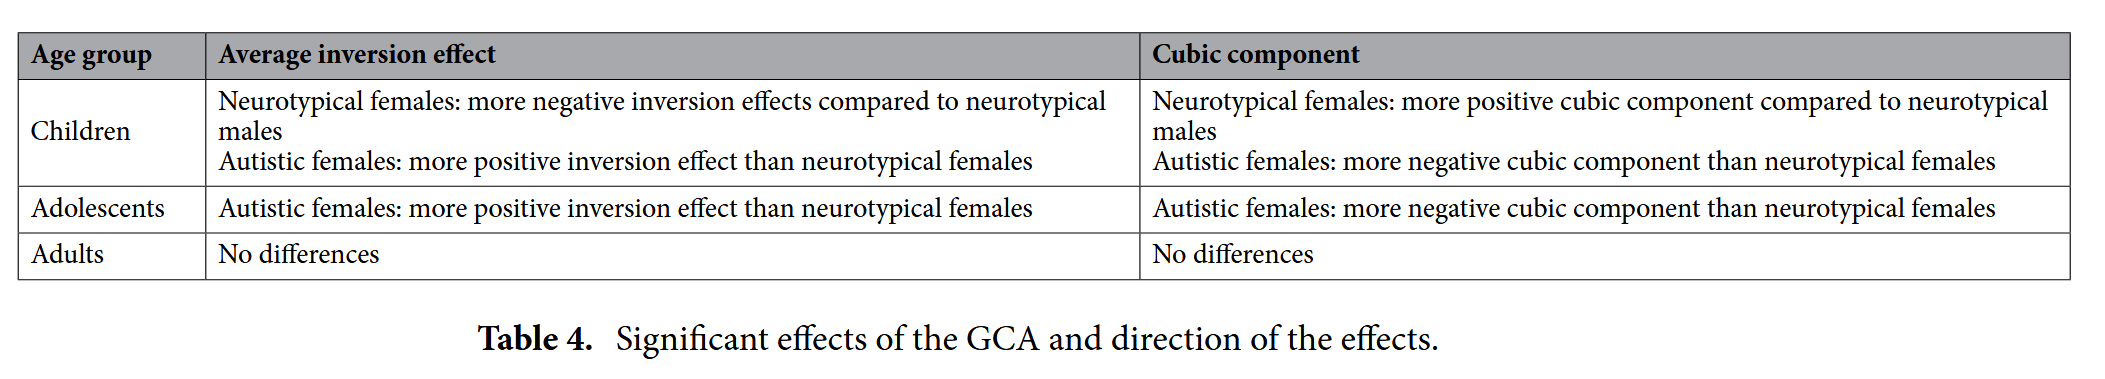 Age group Average inversion effect Cubic component
Children
Neurotypical females: more negative inversion effects compared to neurotypical
males
Autistic females: more positive inversion effect than neurotypical females
Neurotypical females: more positive cubic component compared to neurotypical
males
Autistic females: more negative cubic component than neurotypical females
Adolescents Autistic females: more positive inversion effect than neurotypical females Autistic females: more negative cubic component than neurotypical females
Adults No differences No differences
Table 4. Significant effects of the GCA and direction of the effects.